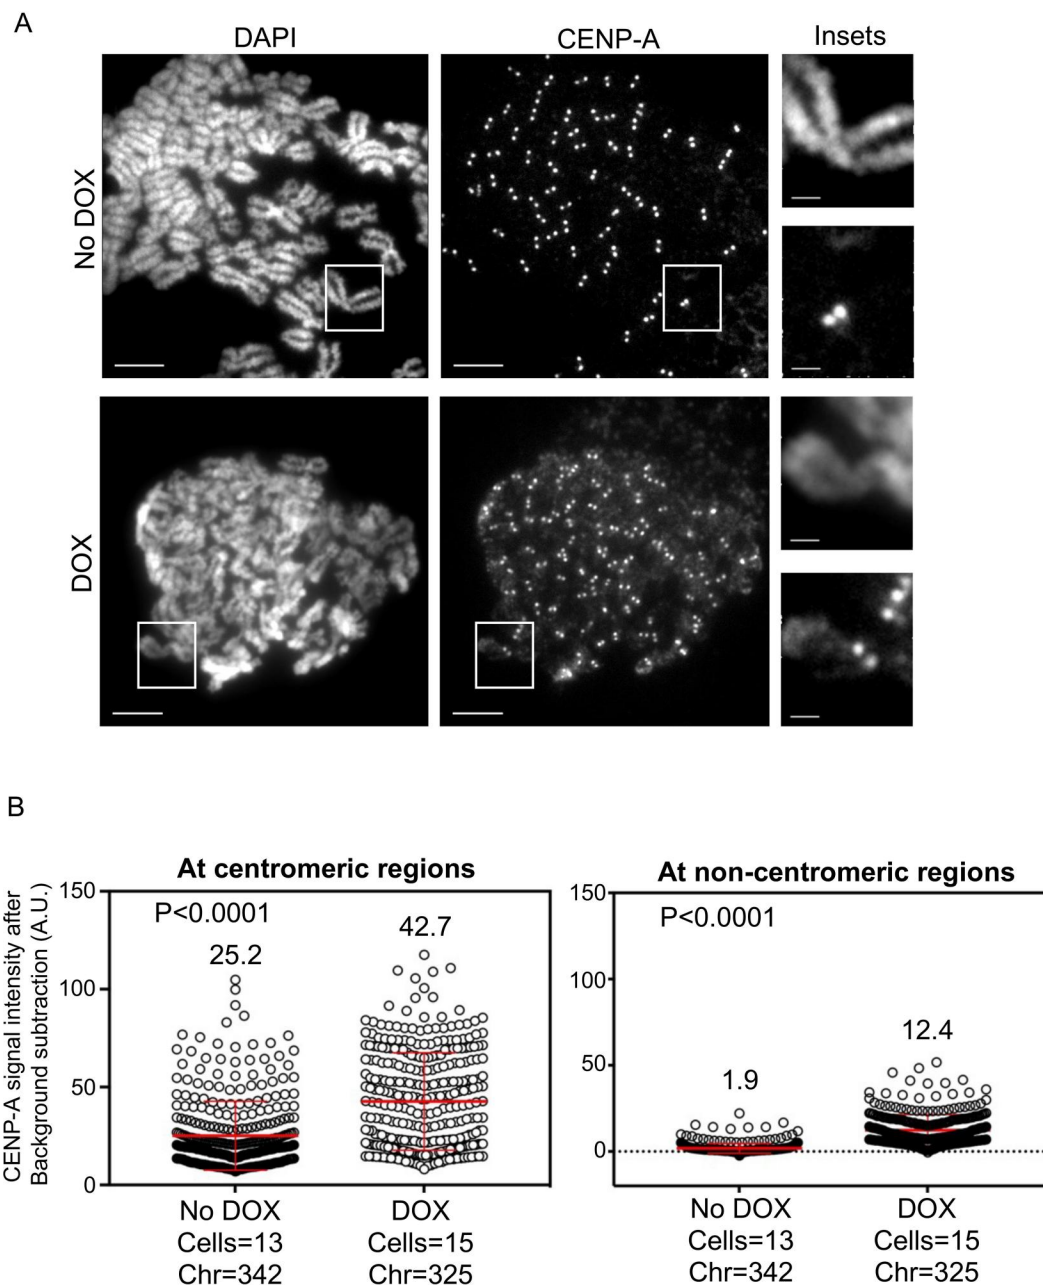 A
DAPI
CENP-A
Insets
No DOX
DOX
B
At centromeric regions
CENP-A signal intensity after
Background subtraction (A.U.)
150
100
50
0
P<0.0001
25.2
42.7
No DOX
Cells=13
Chr=342
DOX
Cells=15
Chr=325
At non-centromeric regions
150
100
50
0
P<0.0001
1.9
12.4
No DOX
Cells=13
Chr=342
DOX
Cells=15
Chr=325